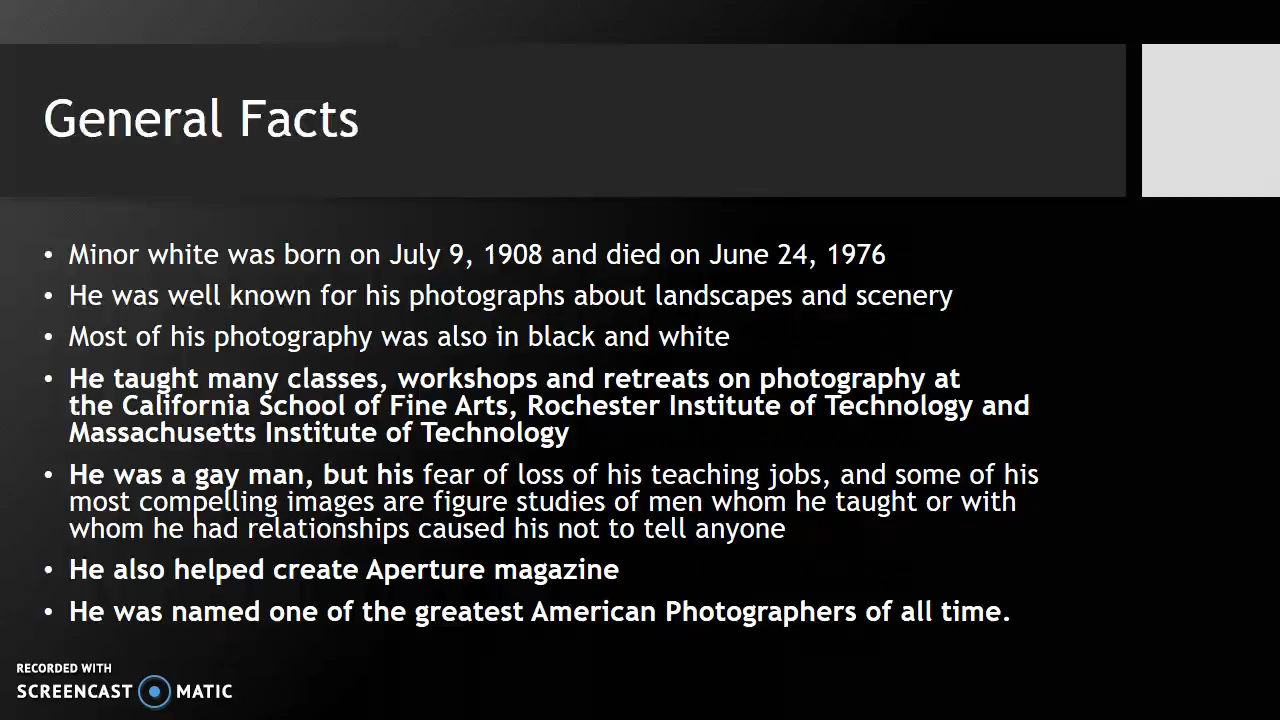 General Facts
• Minor white was born on July 9, 1908 and died on June 24, 1976
• He was well known for his photographs about landscapes and scenery
• Most of his photography was also in black and white
• He taught many classes, workshops and retreats on photography at
the California School of Fine Arts, Rochester Institute of Technology and
Massachusetts Institute of Technology
• He was a gay man, but his fear of loss of his teaching jobs, and some of his
most compelling images are figure studies of men whom he taught or with
whom he had relationships caused his not to tell anyone
• He also helped create Aperture magazine
• He was named one of the greatest American Photographers of all time.
RECORDED WITH
SCREENCAST MATIC